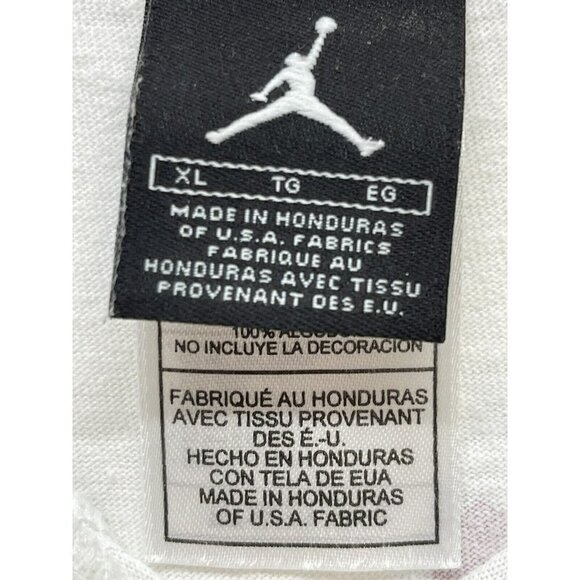 XL TG EG
MADE IN HONDURAS
OF U.S.A. FABRICS
FABRIQUE AU
HONDURAS AVEC TISSU
PROVENANT DES E.U.
100%
NO INCLUYE LA DECORACION
FABRIQUÉ AU HONDURAS
AVEC TISSU PROVENANT
DES É.-U.
HECHO EN HONDURAS
CON TELA DE EUA
MADE IN HONDURAS
OF U.S.A. FABRIC